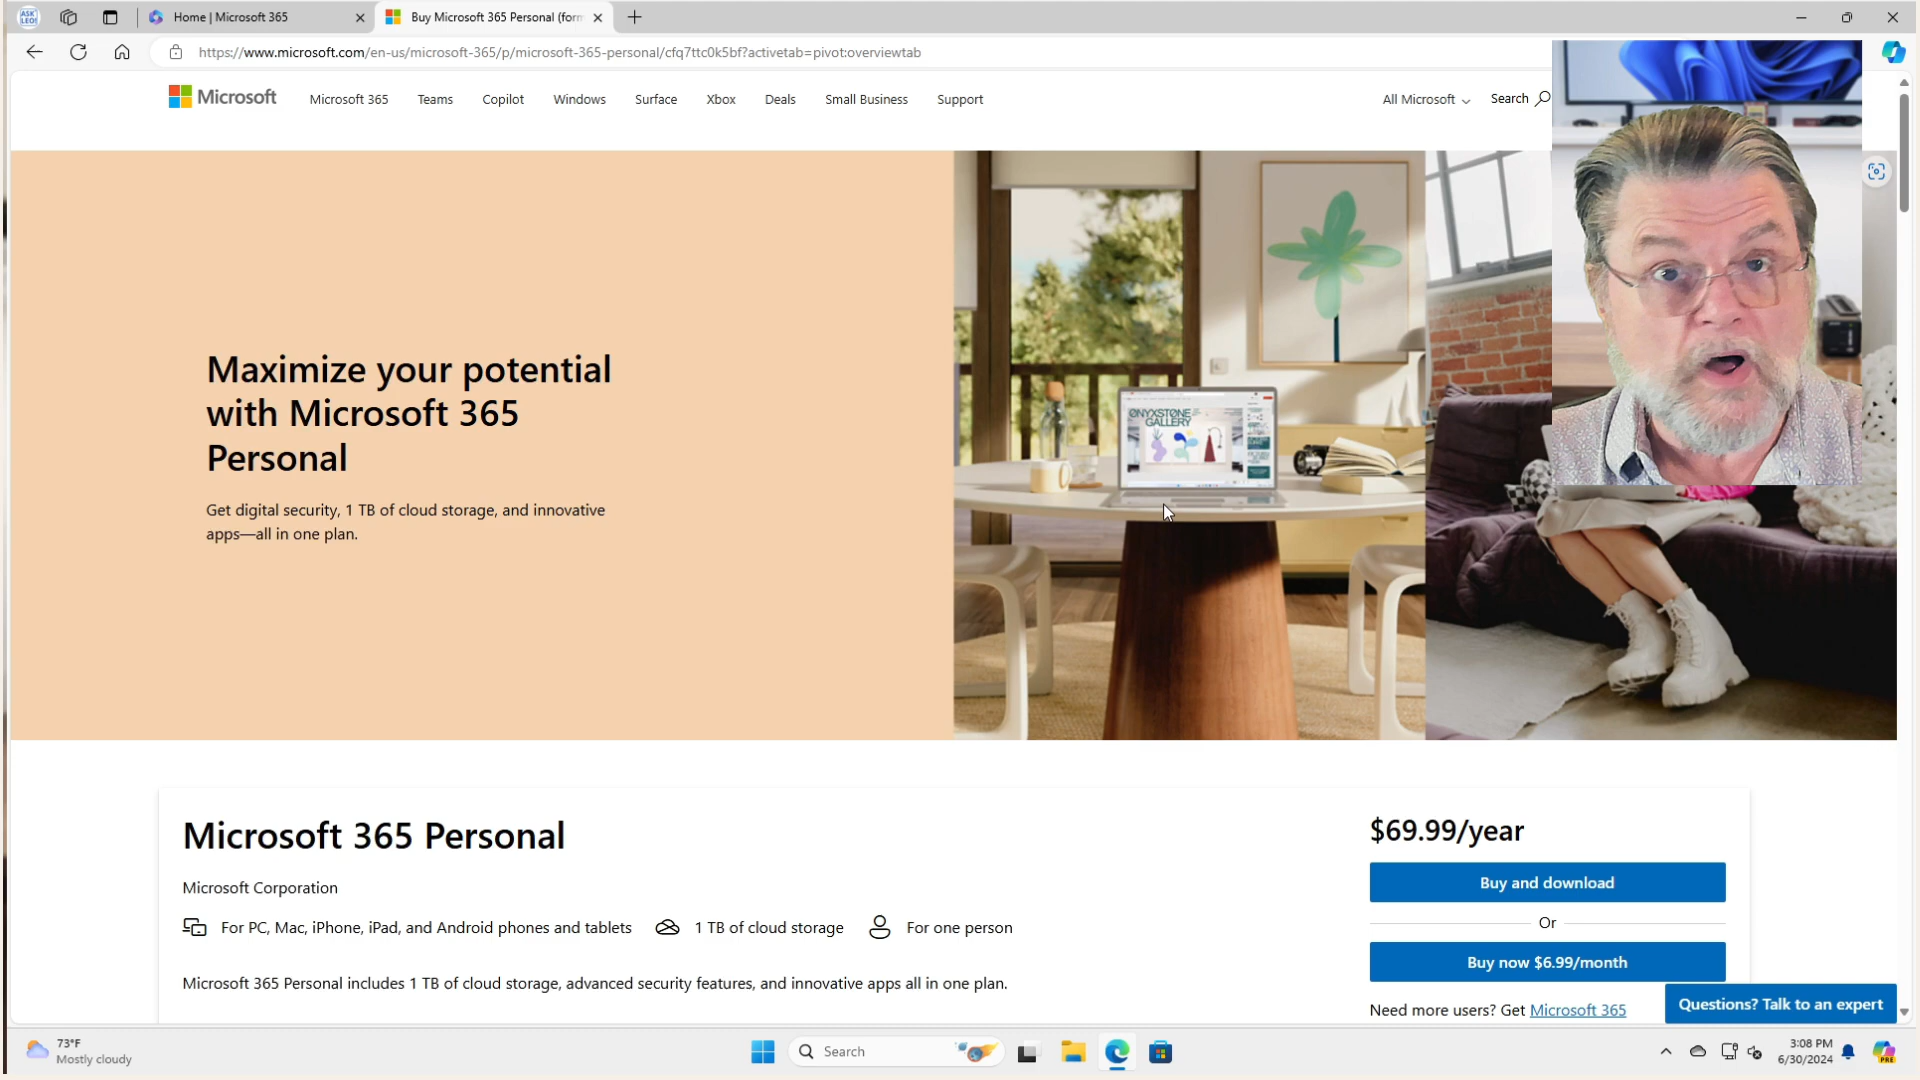 ASK
LEO!
Home | Microsoft 365
Buy Microsoft 365 Personal (form
https://www.microsoft.com/en-us/microsoft-365/p/microsoft-365-personal/cfq7ttc0k5bf?activetab=pivot:overviewtab
Microsoft
Microsoft 365
Teams
Copilot
Windows
Surface
Xbox
Deals
Small Business
Support
All Microsoft
Search
Maximize your potential
with Microsoft 365
Personal
Get digital security, 1 TB of cloud storage, and innovative
apps—all in one plan.
ØNYXSTØNE
GALLERY
Microsoft 365 Personal
Microsoft Corporation
For PC, Mac, iPhone, iPad, and Android phones and tablets
1 TB of cloud storage
For one person
Microsoft 365 Personal includes 1 TB of cloud storage, advanced security features, and innovative apps all in one plan.
$69.99/year
Buy and download
Or
Buy now $6.99/month
Need more users? Get Microsoft 365
Questions? Talk to an expert
73°F
Mostly cloudy
Search
3:08 PM
6/30/2024
PRE